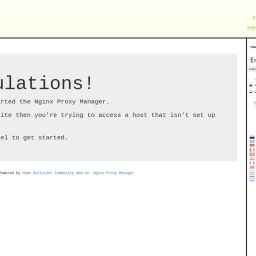 ulations!
rted the Nginx Proxy Manager.
ite then you're trying to access a host that isn't set up
el to get started.
Powered by Home Assistant Community Add-on: Nginx Proxy Manager